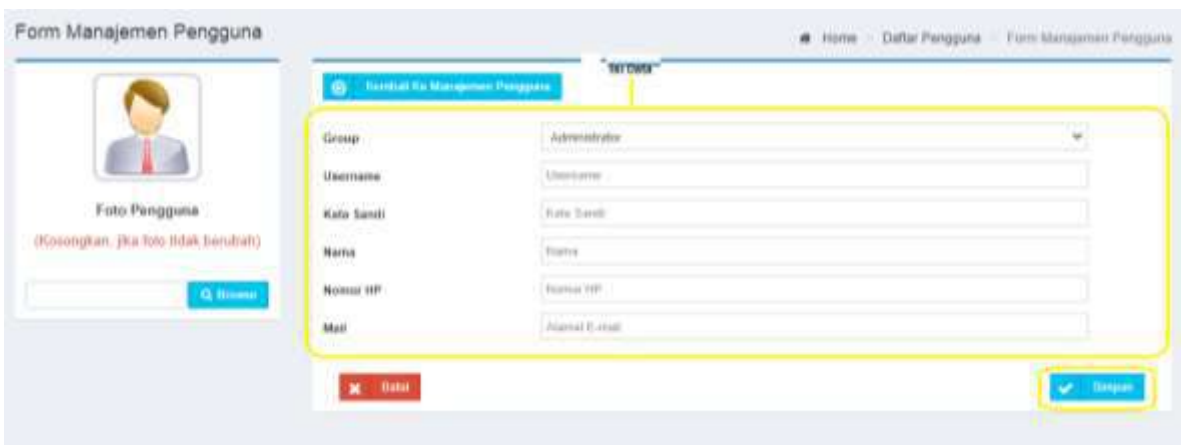 Form Manajemen Pengguna
Home Daftar Pengguna Form Manajemen Pengguna
Isi Data
Kembali Ke Manajemen Pengguna
Group
Administrator
Username
Username
Kata Sandi
Kata Sandi
Nama
Nama
Nomor HP
Nomor HP
Mail
Alamat E-mail
Foto Pengguna
(Kosongkan, jika foto tidak berubah)
Browse
Batal
Simpan